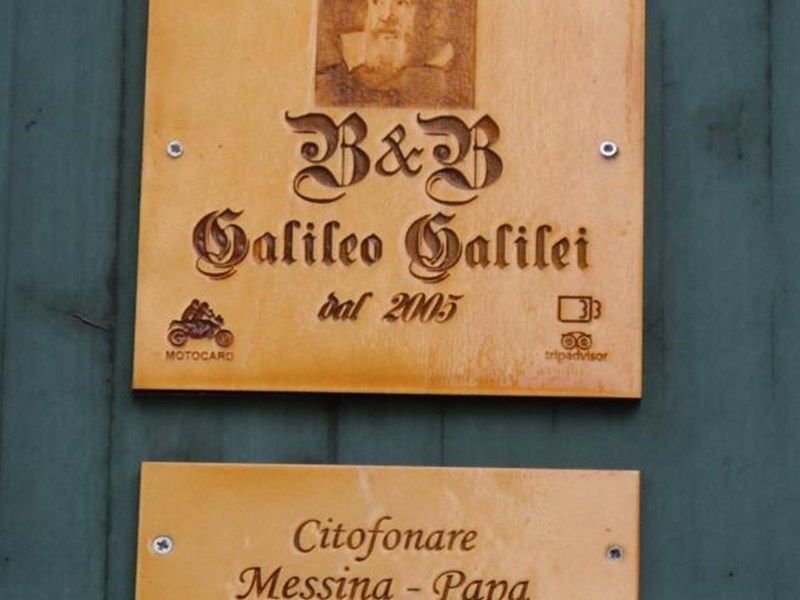 B&B
Galileo Galilei
dal 2005
MOTOCARD
tripadvisor
Citofonare
Messina - Papa